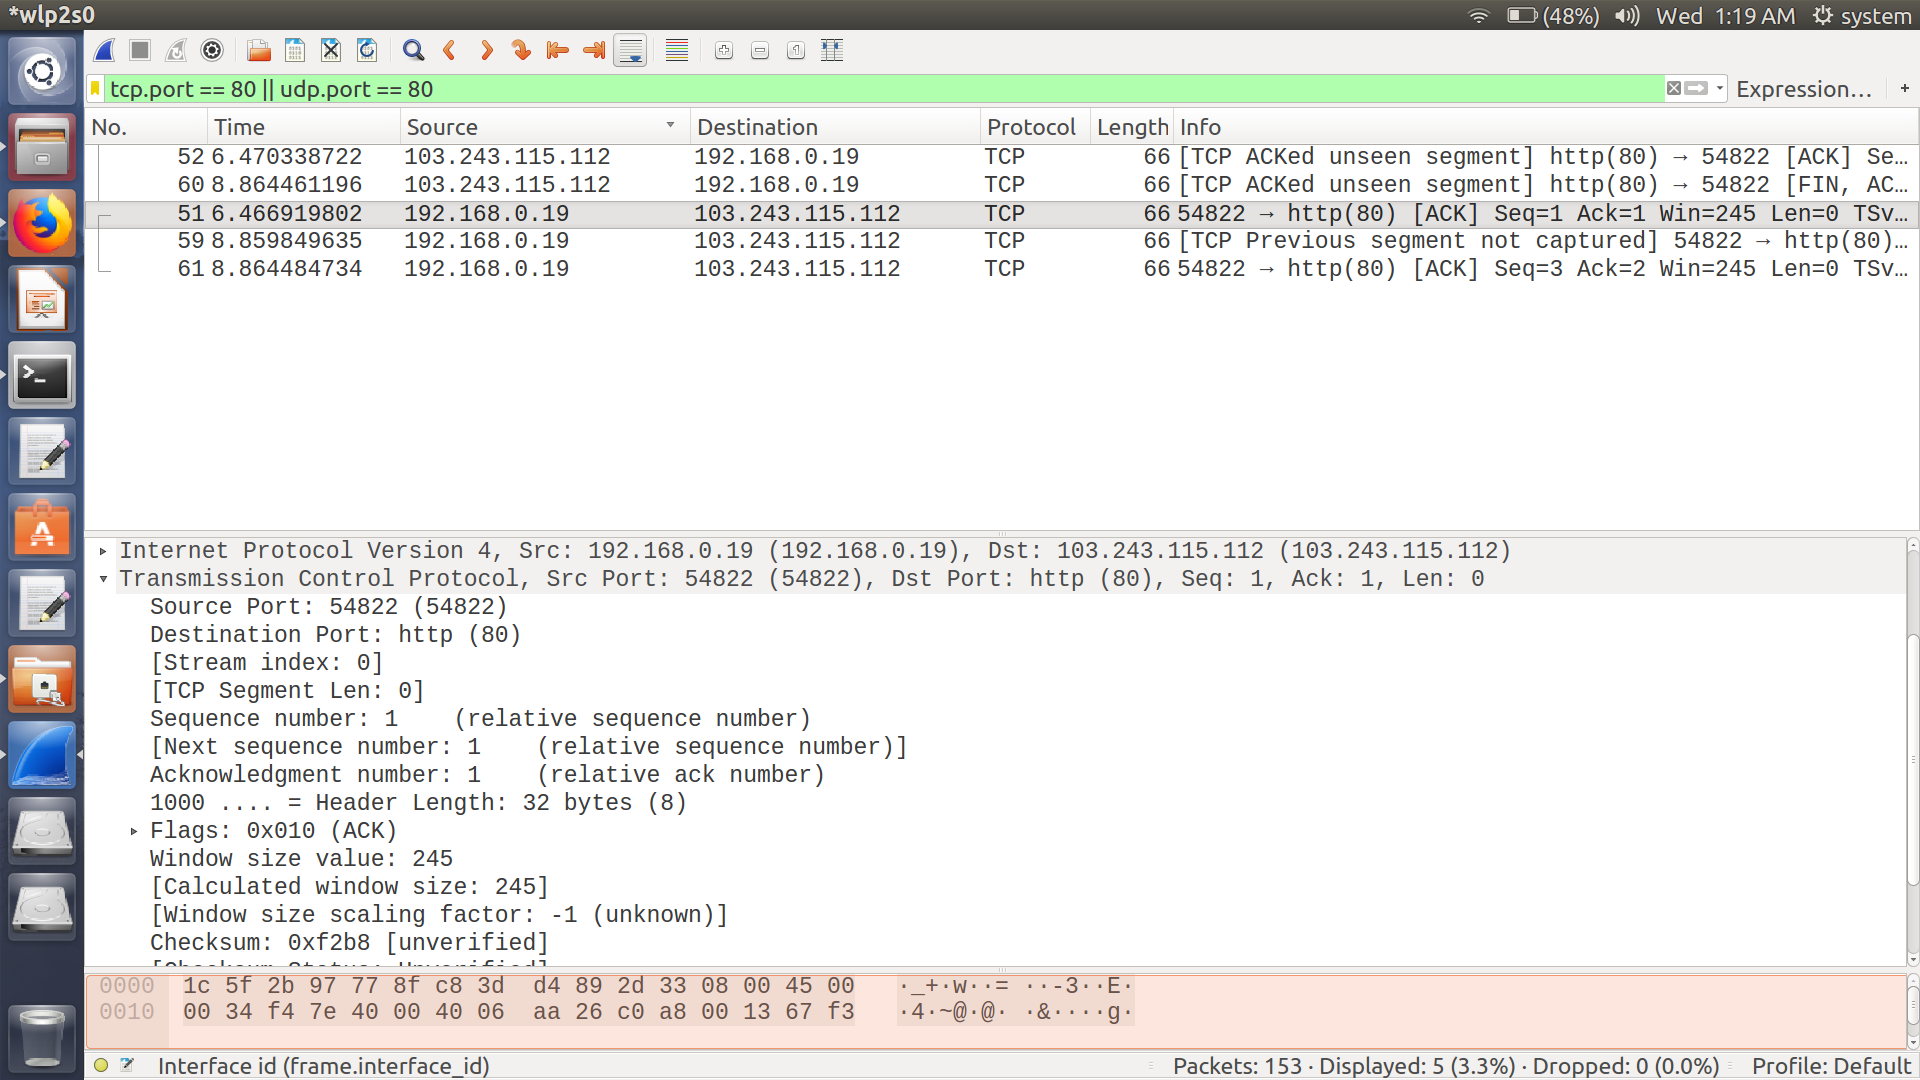 *wlp2s0
(48%) Wed 1:19 AM system
tcp.port == 80 || udp.port == 80
Expression…
+
No. Time Source Destination Protocol Length Info
52 6.470338722 103.243.115.112 192.168.0.19 TCP 66 [TCP ACKed unseen segment] http(80) → 54822 [ACK] Se…
60 8.864461196 103.243.115.112 192.168.0.19 TCP 66 [TCP ACKed unseen segment] http(80) → 54822 [FIN, AC…
51 6.466919802 192.168.0.19 103.243.115.112 TCP 66 54822 → http(80) [ACK] Seq=1 Ack=1 Win=245 Len=0 TSv…
59 8.859849635 192.168.0.19 103.243.115.112 TCP 66 [TCP Previous segment not captured] 54822 → http(80)…
61 8.864484734 192.168.0.19 103.243.115.112 TCP 66 54822 → http(80) [ACK] Seq=3 Ack=2 Win=245 Len=0 TSv…
Internet Protocol Version 4, Src: 192.168.0.19 (192.168.0.19), Dst: 103.243.115.112 (103.243.115.112)
Transmission Control Protocol, Src Port: 54822 (54822), Dst Port: http (80), Seq: 1, Ack: 1, Len: 0
Source Port: 54822 (54822)
Destination Port: http (80)
[Stream index: 0]
[TCP Segment Len: 0]
Sequence number: 1 (relative sequence number)
[Next sequence number: 1 (relative sequence number)]
Acknowledgment number: 1 (relative ack number)
1000 .... = Header Length: 32 bytes (8)
Flags: 0x010 (ACK)
Window size value: 245
[Calculated window size: 245]
[Window size scaling factor: -1 (unknown)]
Checksum: 0xf2b8 [unverified]
[Checksum Status: Unverified]
0000 1c 5f 2b 97 77 8f c8 3d d4 89 2d 33 08 00 45 00 ·_+·w··= ··-3··E·
0010 00 34 f4 7e 40 00 40 06 aa 26 c0 a8 00 13 67 f3 ·4·~@·@· ·&····g·
Interface id (frame.interface_id) Packets: 153 · Displayed: 5 (3.3%) · Dropped: 0 (0.0%) Profile: Default